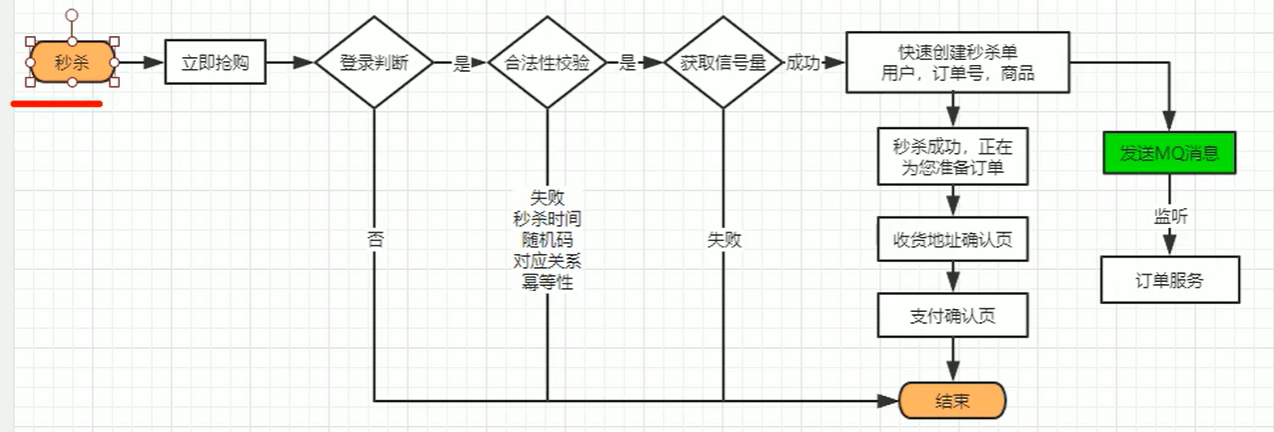 秒杀
立即抢购
登录判断
是
合法性校验
是
获取信号量
成功
快速创建秒杀单
用户，订单号，商品
秒杀成功，正在
为您准备订单
发送MQ消息
失败
秒杀时间
随机码
对应关系
幂等性
否
失败
监听
收货地址确认页
订单服务
支付确认页
结束